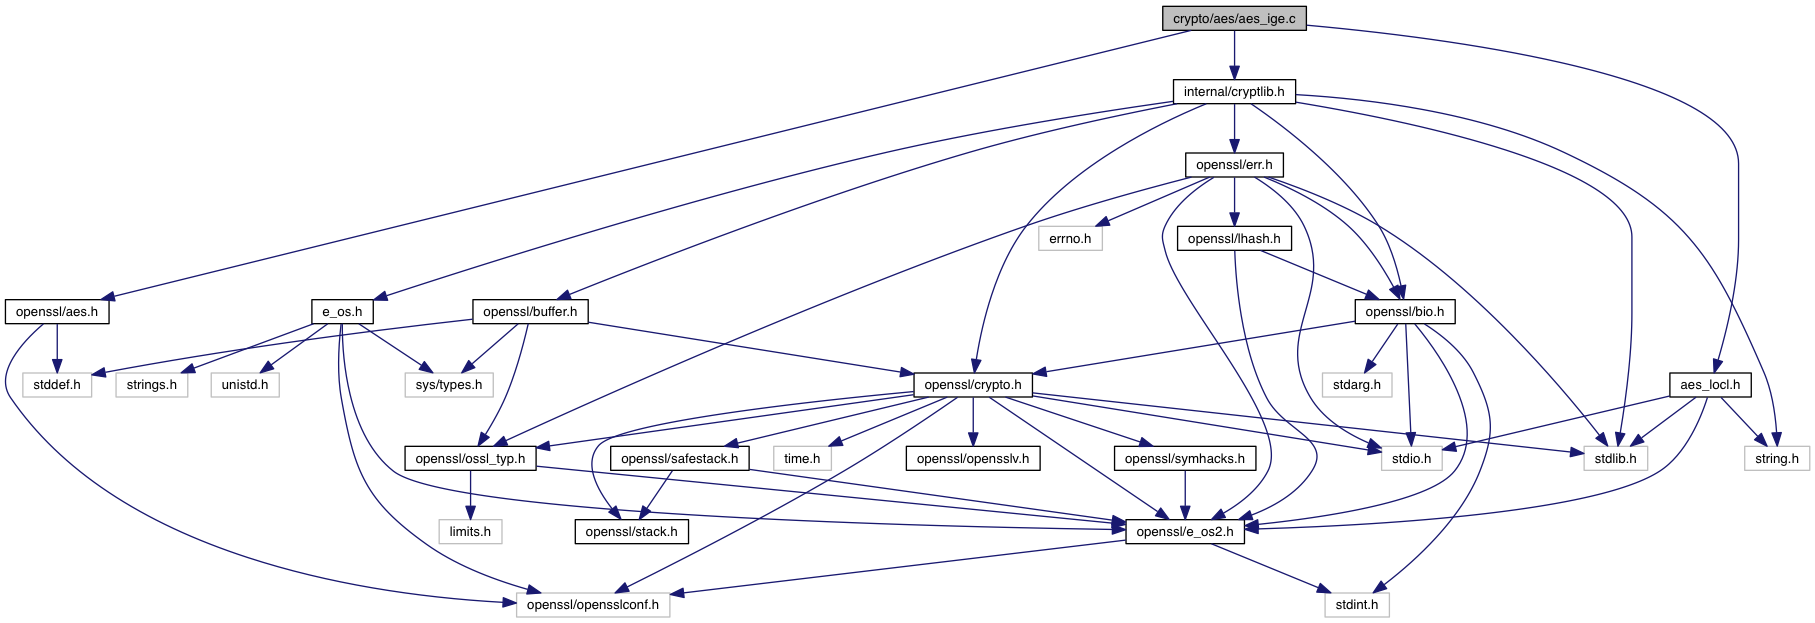 crypto/aes/aes_ige.c
internal/cryptlib.h
openssl/err.h
errno.h
openssl/lhash.h
openssl/aes.h
e_os.h
openssl/buffer.h
openssl/bio.h
stddef.h
strings.h
unistd.h
sys/types.h
openssl/crypto.h
stdarg.h
aes_locl.h
openssl/ossl_typ.h
openssl/safestack.h
time.h
openssl/opensslv.h
openssl/symhacks.h
stdio.h
stdlib.h
string.h
limits.h
openssl/stack.h
openssl/e_os2.h
openssl/opensslconf.h
stdint.h